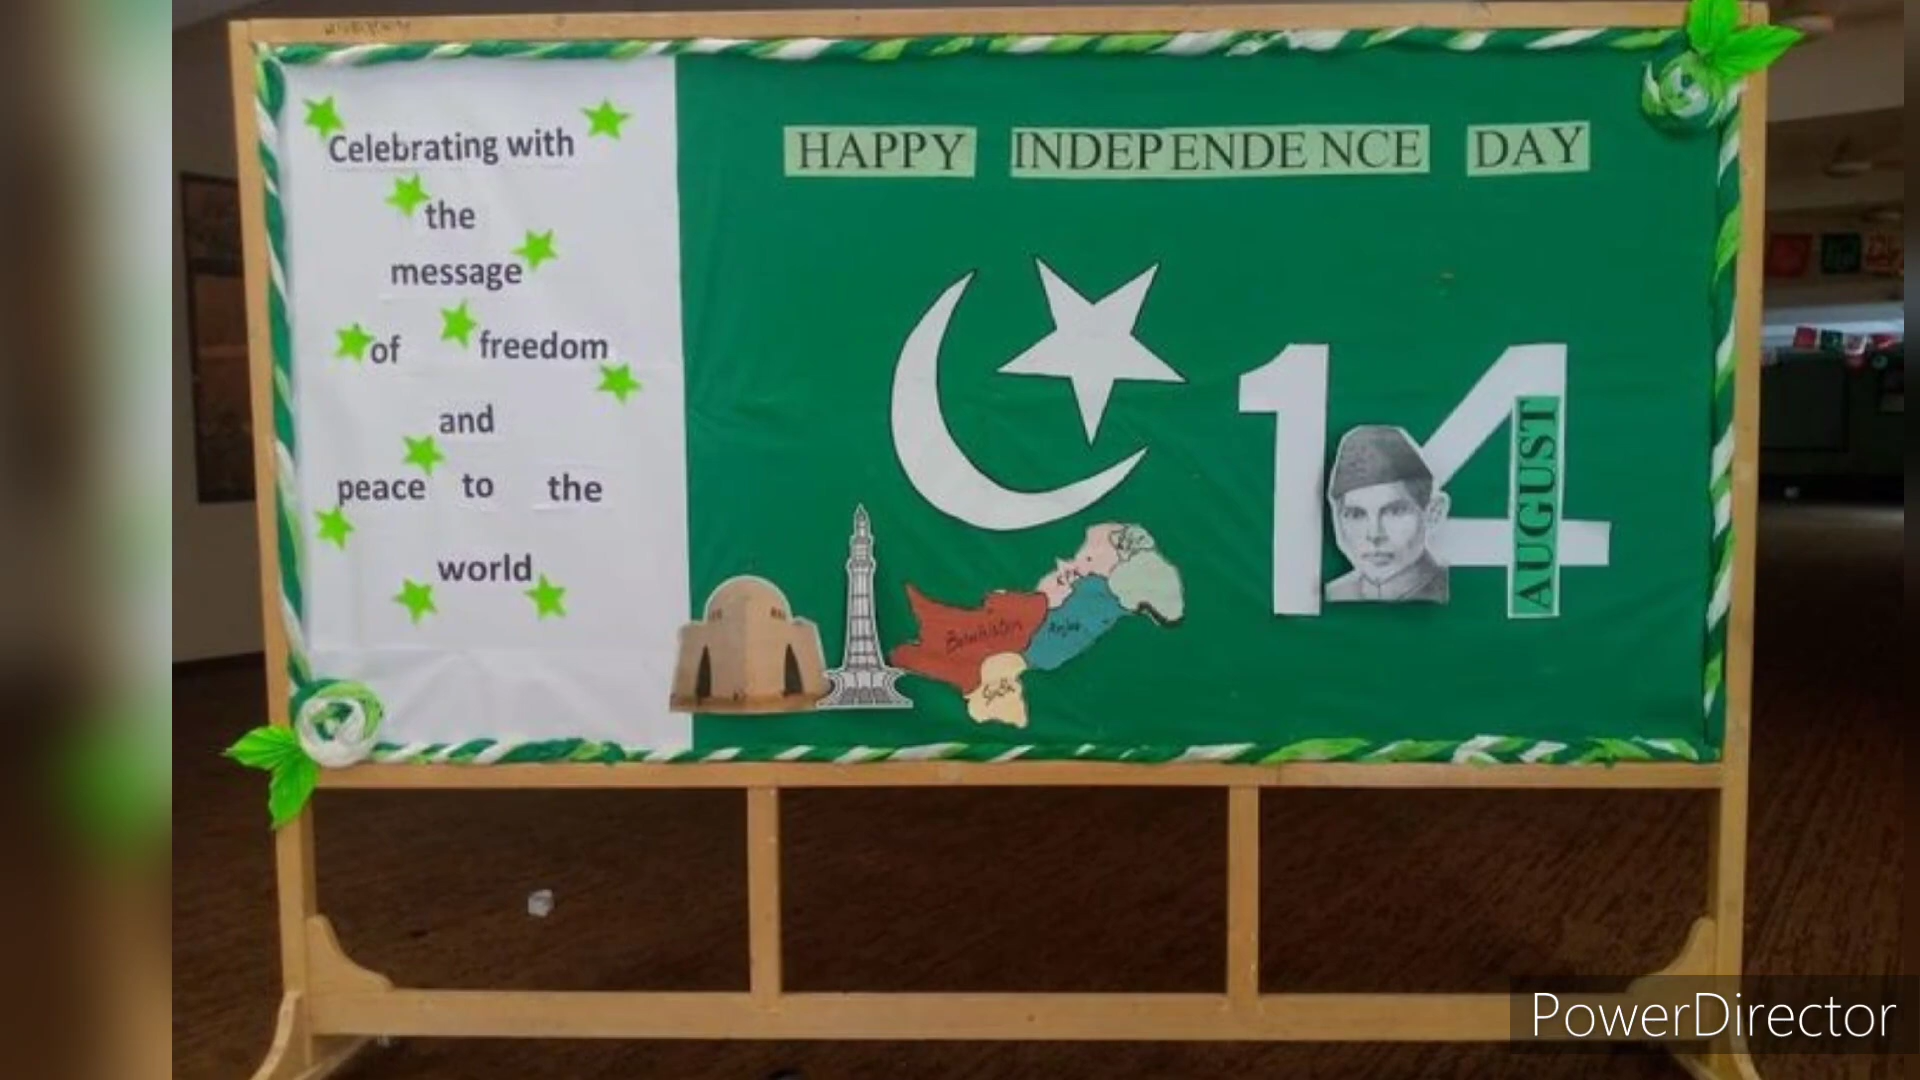 Celebrating with
the
message
of freedom
and
peace to the
world
HAPPY INDEPENDENCE DAY
14
AUGUST
KPK
Balochistan
Sindh
PowerDirector